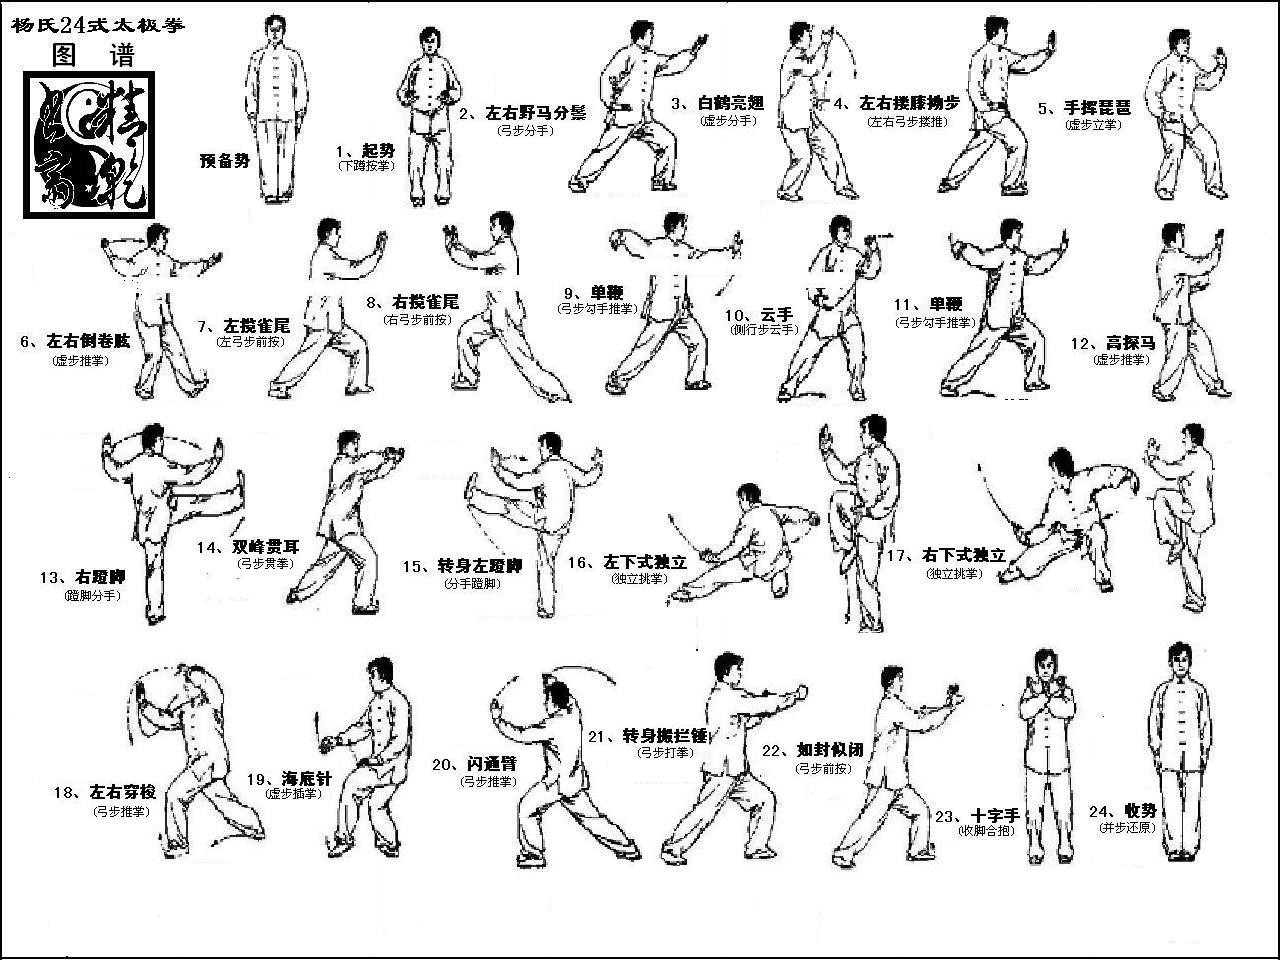 杨氏24式太极拳
图 谱
预备势
1、起势
(下蹲按掌)
2、左右野马分鬃
(弓步分手)
3、白鹤亮翅
(虚步分手)
4、左右搂膝拗步
(左右弓步搂推)
5、手挥琵琶
(虚步立掌)
6、左右倒卷肱
(虚步推掌)
7、左揽雀尾
(左弓步前按)
8、右揽雀尾
(右弓步前按)
9、单鞭
(弓步勾手推掌)
10、云手
(侧行步云手)
11、单鞭
(弓步勾手推掌)
12、高探马
(虚步推掌)
13、右蹬脚
(蹬脚分手)
14、双峰贯耳
(弓步贯拳)
15、转身左蹬脚
(分手蹬脚)
16、左下式独立
(独立挑掌)
17、右下式独立
(独立挑掌)
18、左右穿梭
(弓步推掌)
19、海底针
(虚步插掌)
20、闪通臂
(弓步推掌)
21、转身搬拦锤
(弓步打拳)
22、如封似闭
(弓步前按)
23、十字手
(收脚合抱)
24、收势
(并步还原)